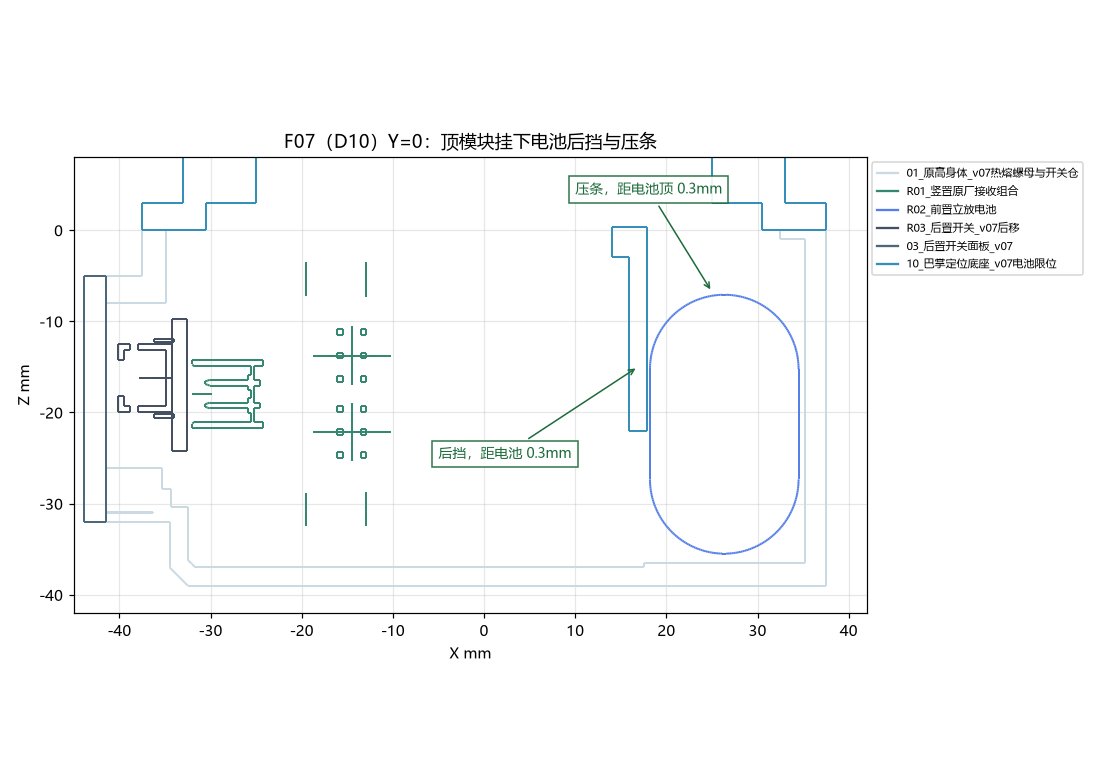 F07（D10）Y=0：顶模块挂下电池后挡与压条
01_原高身体_v07热熔螺母与开关仓
R01_竖置原厂接收组合
R02_前置立放电池
R03_后置开关_v07后移
03_后置开关面板_v07
10_巴掌定位底座_v07电池限位
压条，距电池顶 0.3mm
后挡，距电池 0.3mm
0
-10
-20
-30
-40
Z mm
-40
-30
-20
-10
0
10
20
30
40
X mm